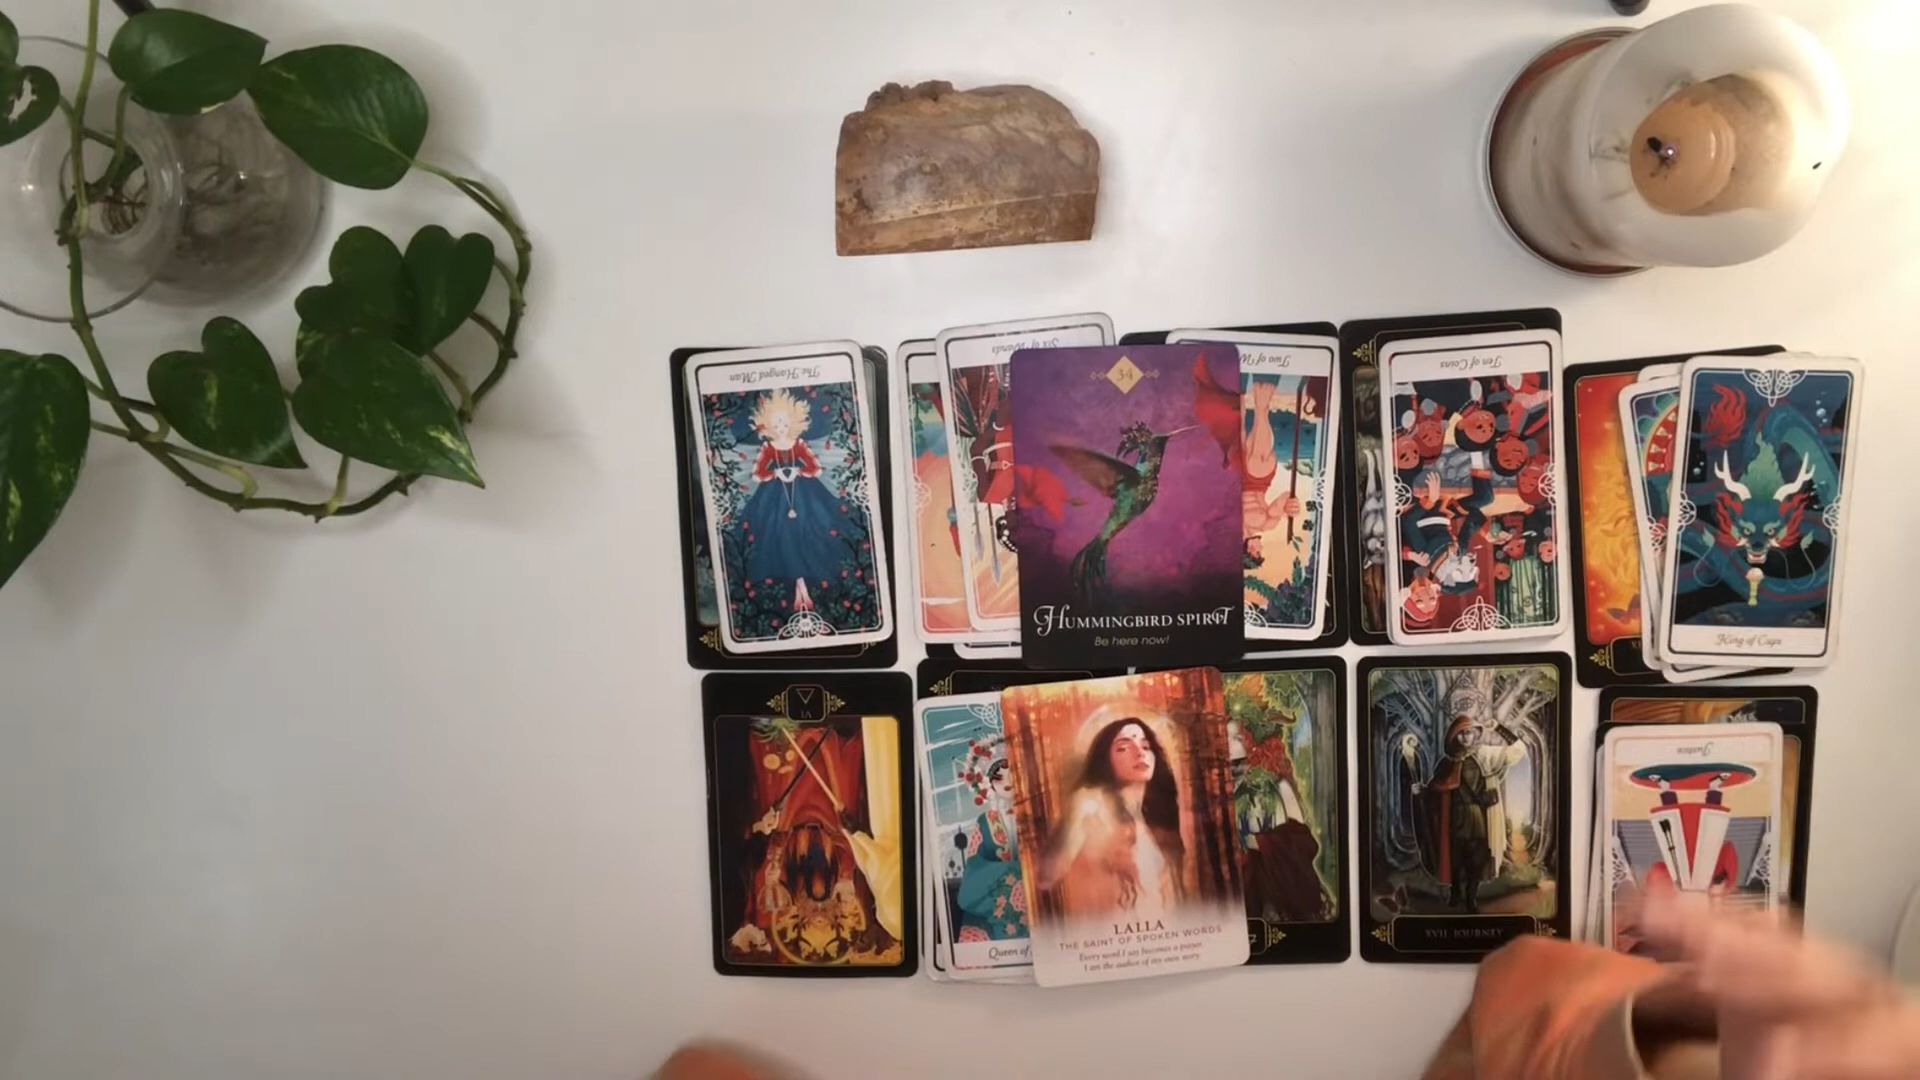 The Hanged Man
Six of Wands
34
HUMMINGBIRD SPIRIT
Be here now!
Two of W
Ten of Coins
King of Cups
VI
Queen of
LALLA
THE SAINT OF SPOKEN WORDS
Every word I say becomes a prayer.
I am the author of my own story.
XVII-JOURNEY
Justice